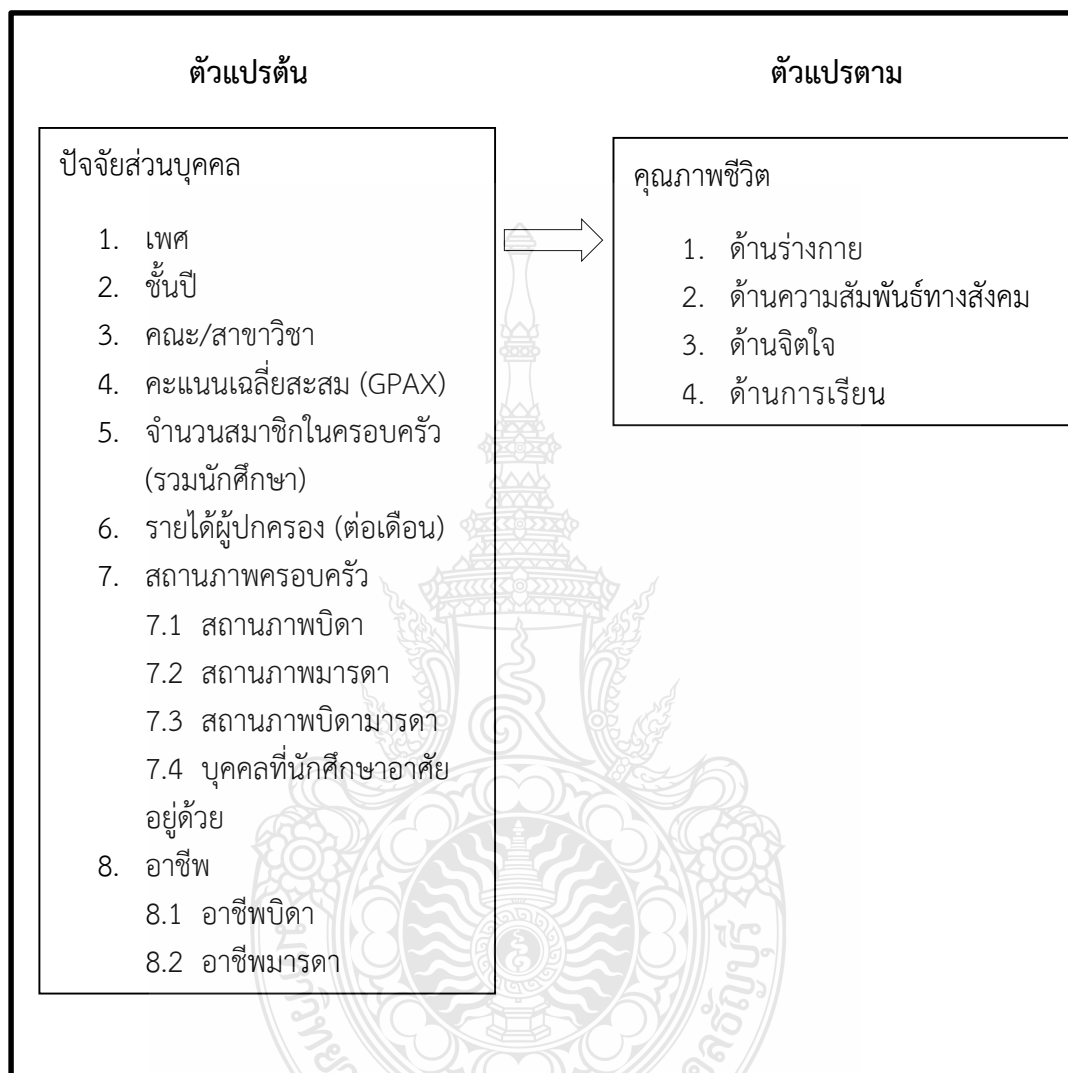 ตัวแปรต้น
ตัวแปรตาม
ปัจจัยส่วนบุคคล
1. เพศ
2. ชั้นปี
3. คณะ/สาขาวิชา
4. คะแนนเฉลี่ยสะสม (GPAX)
5. จำนวนสมาชิกในครอบครัว
(รวมนักศึกษา)
6. รายได้ผู้ปกครอง (ต่อเดือน)
7. สถานภาพครอบครัว
7.1 สถานภาพบิดา
7.2 สถานภาพมารดา
7.3 สถานภาพบิดามารดา
7.4 บุคคลที่นักศึกษาอาศัย
อยู่ด้วย
8. อาชีพ
8.1 อาชีพบิดา
8.2 อาชีพมารดา
คุณภาพชีวิต
1. ด้านร่างกาย
2. ด้านความสัมพันธ์ทางสังคม
3. ด้านจิตใจ
4. ด้านการเรียน